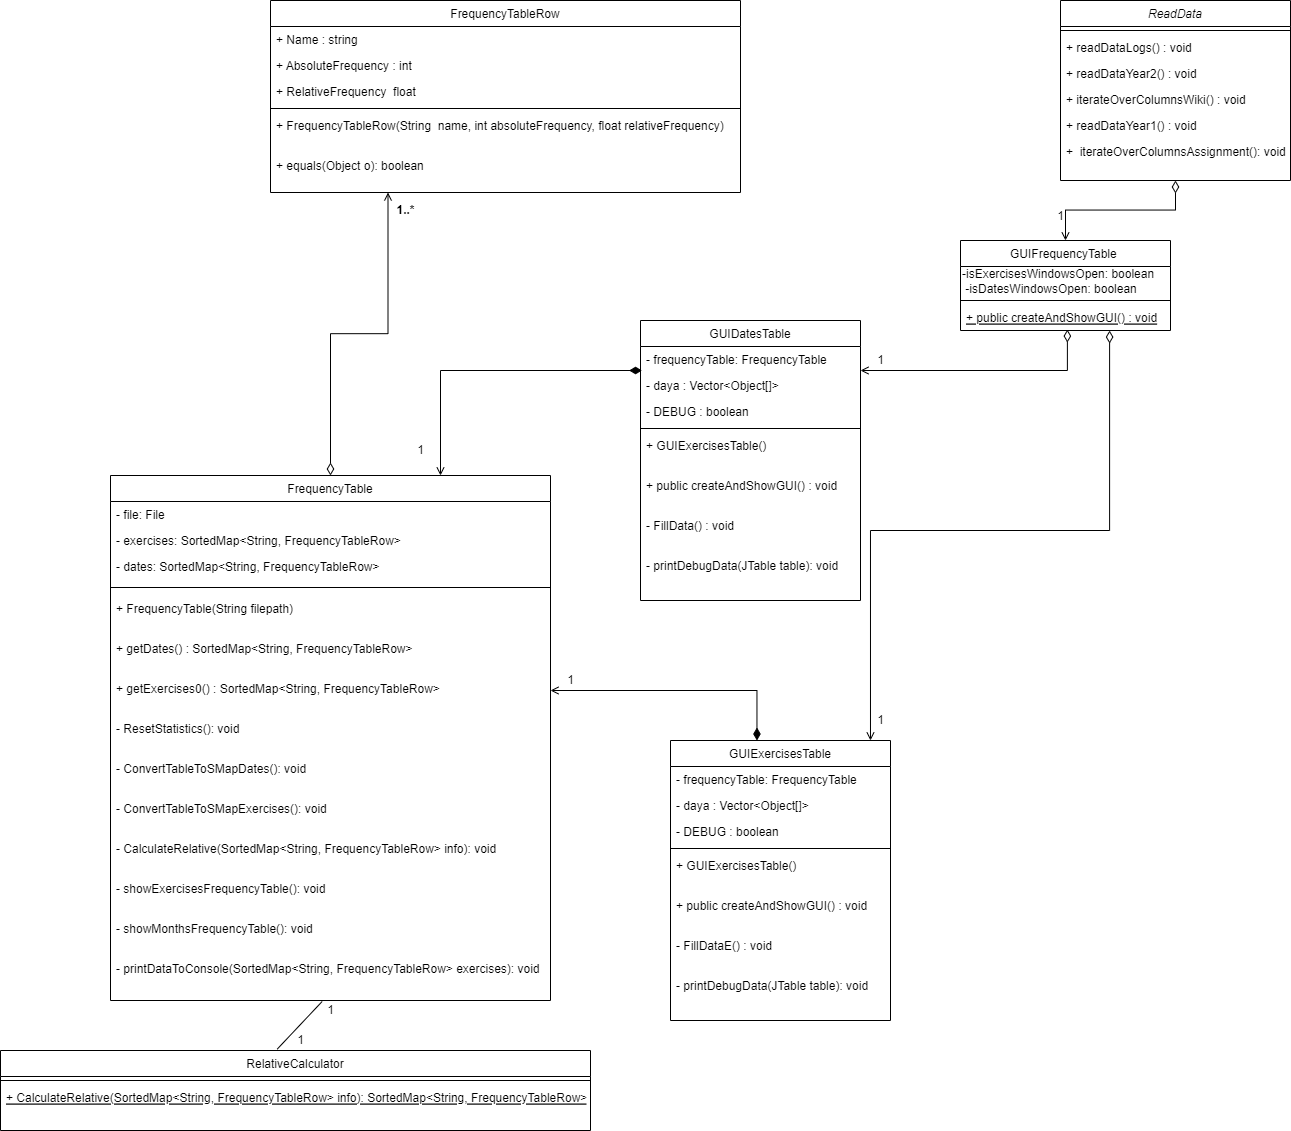 FrequencyTableRow
+ Name : string
+ AbsoluteFrequency : int
+ RelativeFrequency  float
+ FrequencyTableRow(String  name, int absoluteFrequency, float relativeFrequency)
+ equals(Object o): boolean
1..*
ReadData
+ readDataLogs() : void
+ readDataYear2() : void
+ iterateOverColumnsWiki() : void
+ readDataYear1() : void
+  iterateOverColumnsAssignment(): void
1
GUIFrequencyTable
-isExercisesWindowsOpen: boolean
-isDatesWindowsOpen: boolean
+ public createAndShowGUI() : void
1
GUIDatesTable
- frequencyTable: FrequencyTable
- daya : Vector<Object[]>
- DEBUG : boolean
+ GUIExercisesTable()
+ public createAndShowGUI() : void
- FillData() : void
- printDebugData(JTable table): void
1
FrequencyTable
- file: File
- exercises: SortedMap<String, FrequencyTableRow>
- dates: SortedMap<String, FrequencyTableRow>
+ FrequencyTable(String filepath)
+ getDates() : SortedMap<String, FrequencyTableRow>
+ getExercises0() : SortedMap<String, FrequencyTableRow>
- ResetStatistics(): void
- ConvertTableToSMapDates(): void
- ConvertTableToSMapExercises(): void
- CalculateRelative(SortedMap<String, FrequencyTableRow> info): void
- showExercisesFrequencyTable(): void
- showMonthsFrequencyTable(): void
- printDataToConsole(SortedMap<String, FrequencyTableRow> exercises): void
1
1
GUIExercisesTable
- frequencyTable: FrequencyTable
- daya : Vector<Object[]>
- DEBUG : boolean
+ GUIExercisesTable()
+ public createAndShowGUI() : void
- FillDataE() : void
- printDebugData(JTable table): void
1
1
RelativeCalculator
+ CalculateRelative(SortedMap<String, FrequencyTableRow> info): SortedMap<String, FrequencyTableRow>